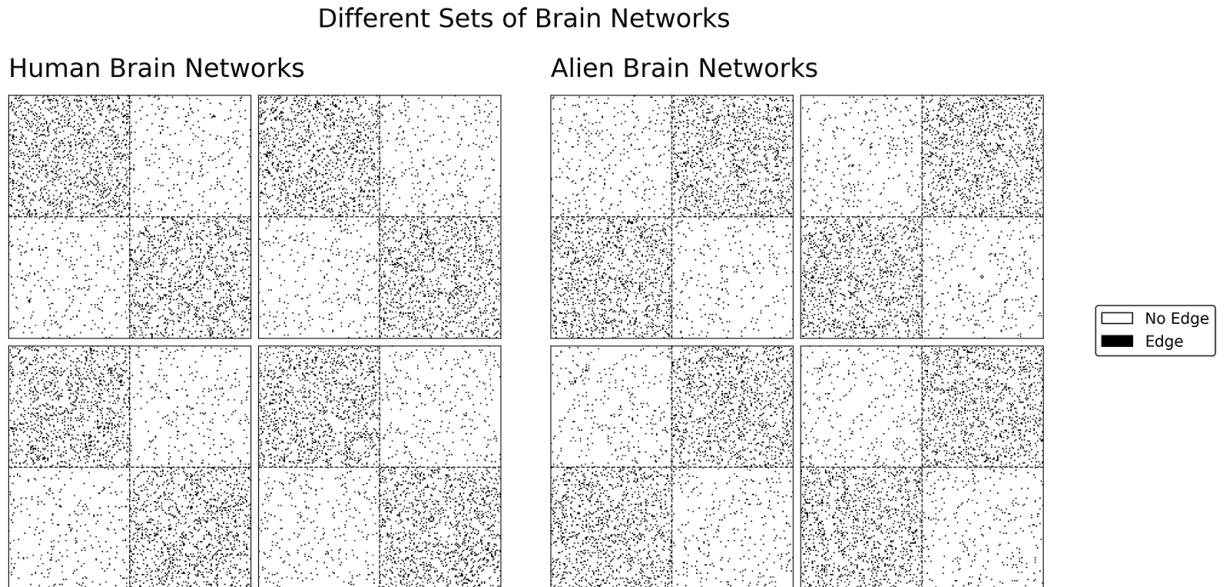 Different Sets of Brain Networks
Human Brain Networks
Alien Brain Networks
No Edge
Edge